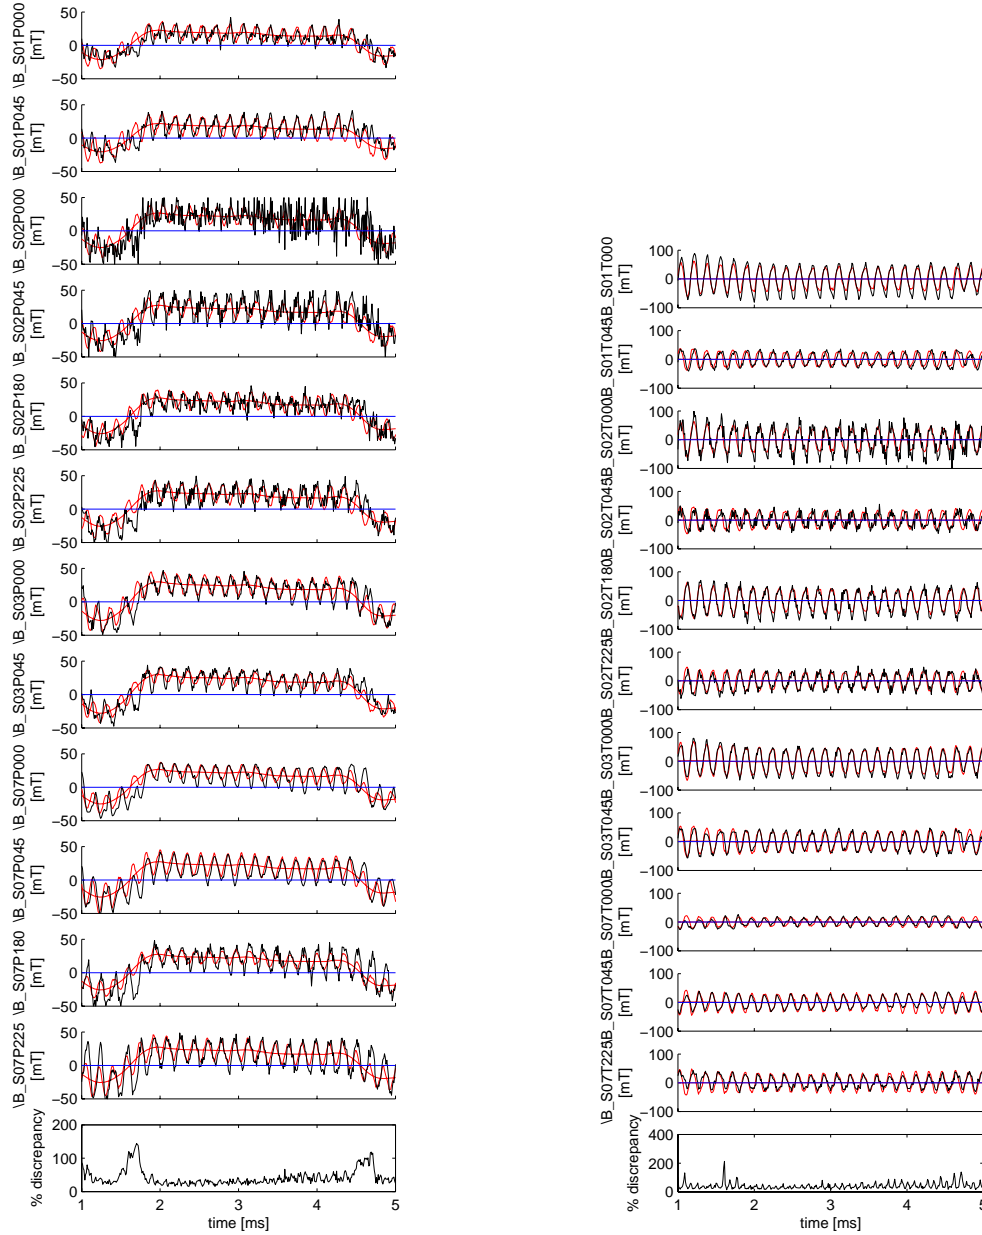 \B_S01P000
[mT]
50
0
−50
\B_S01P045
[mT]
50
0
−50
\B_S02P000
[mT]
50
0
−50
\B_S02P045
[mT]
50
0
−50
\B_S02P180
[mT]
50
0
−50
\B_S02P225
[mT]
50
0
−50
\B_S03P000
[mT]
50
0
−50
\B_S03P045
[mT]
50
0
−50
\B_S07P000
[mT]
50
0
−50
\B_S07P045
[mT]
50
0
−50
\B_S07P180
[mT]
50
0
−50
\B_S07P225
[mT]
50
0
−50
% discrepancy
200
100
0
1 2 3 4 5
time [ms]
\B_S01T000
[mT]
100
0
−100
\B_S01T045
[mT]
100
0
−100
\B_S02T000
[mT]
100
0
−100
\B_S02T045
[mT]
100
0
−100
\B_S02T180
[mT]
100
0
−100
\B_S02T225
[mT]
100
0
−100
\B_S03T000
[mT]
100
0
−100
\B_S03T045
[mT]
100
0
−100
\B_S07T000
[mT]
100
0
−100
\B_S07T045
[mT]
100
0
−100
\B_S07T225
[mT]
100
0
−100
% discrepancy
400
200
0
1 2 3 4 5
time [ms]